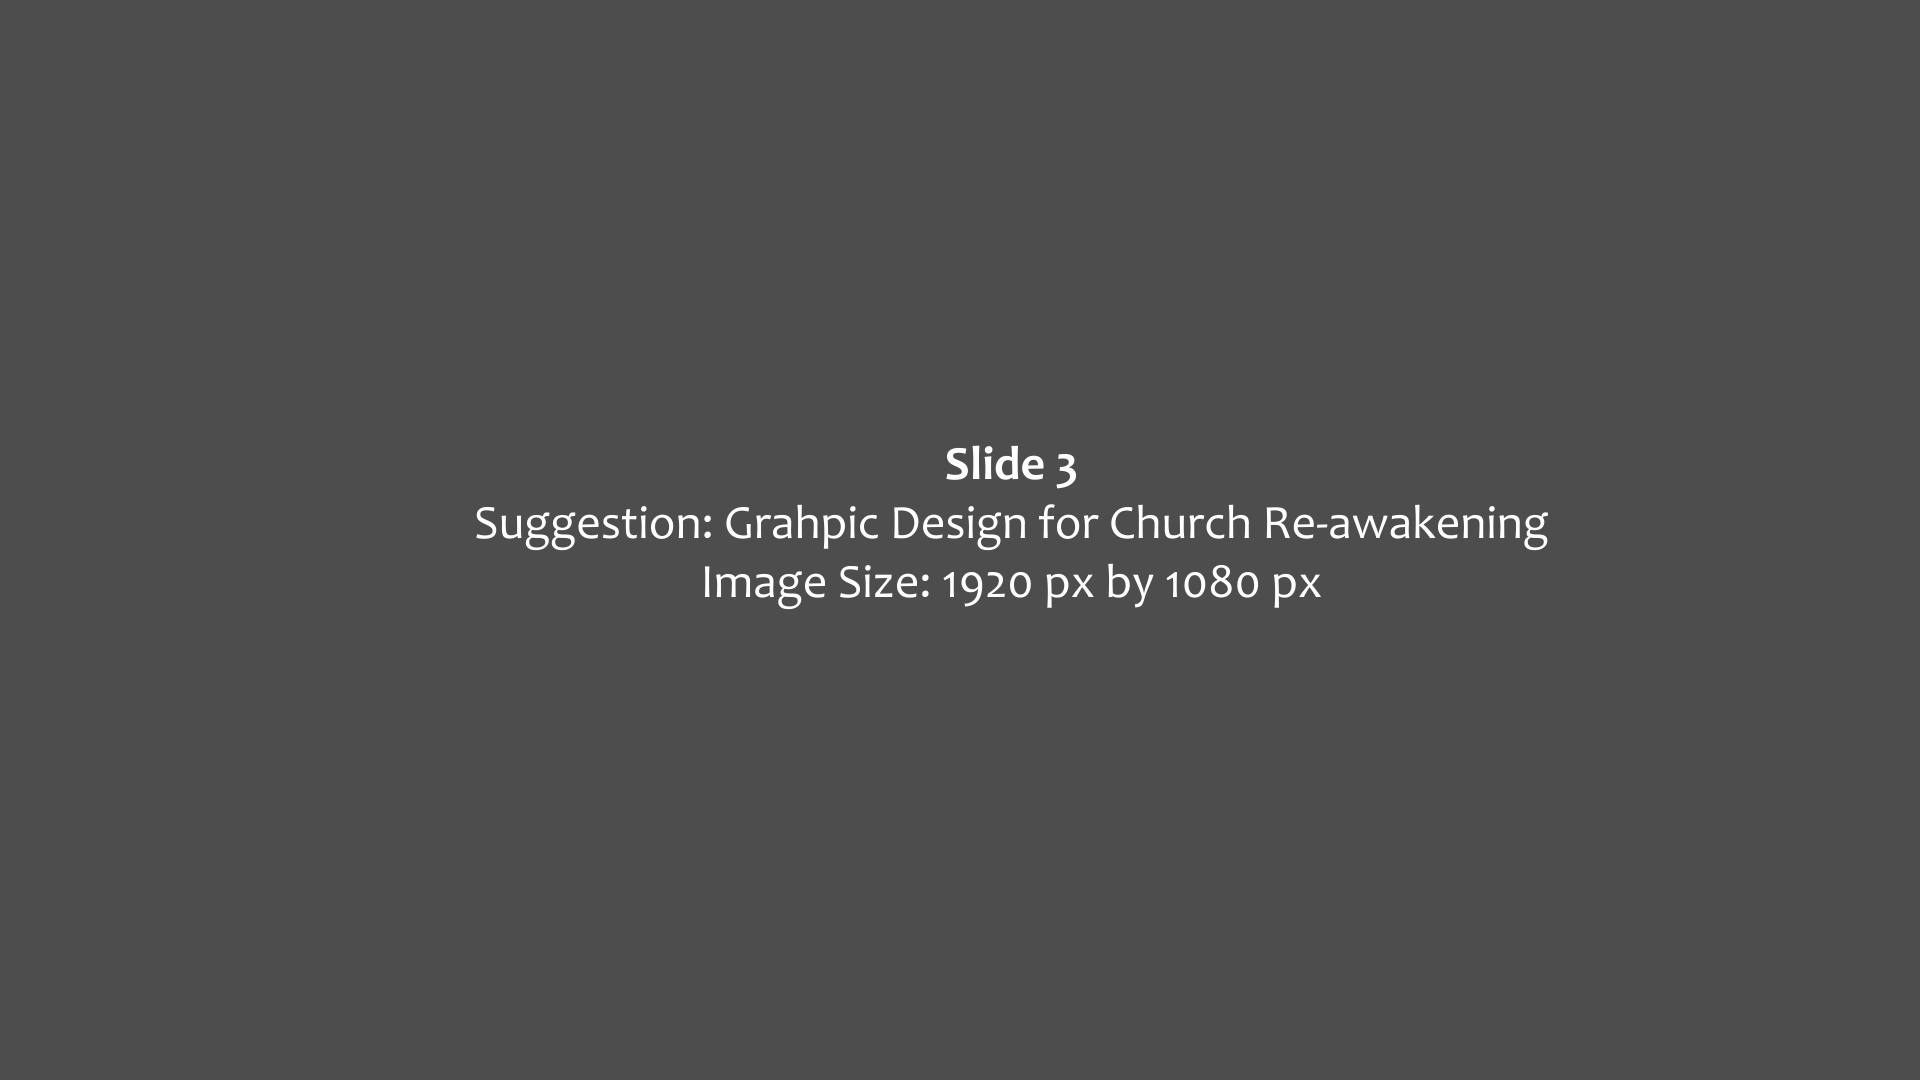 Slide 3
Suggestion: Grahpic Design for Church Re-awakening
Image Size: 1920 px by 1080 px